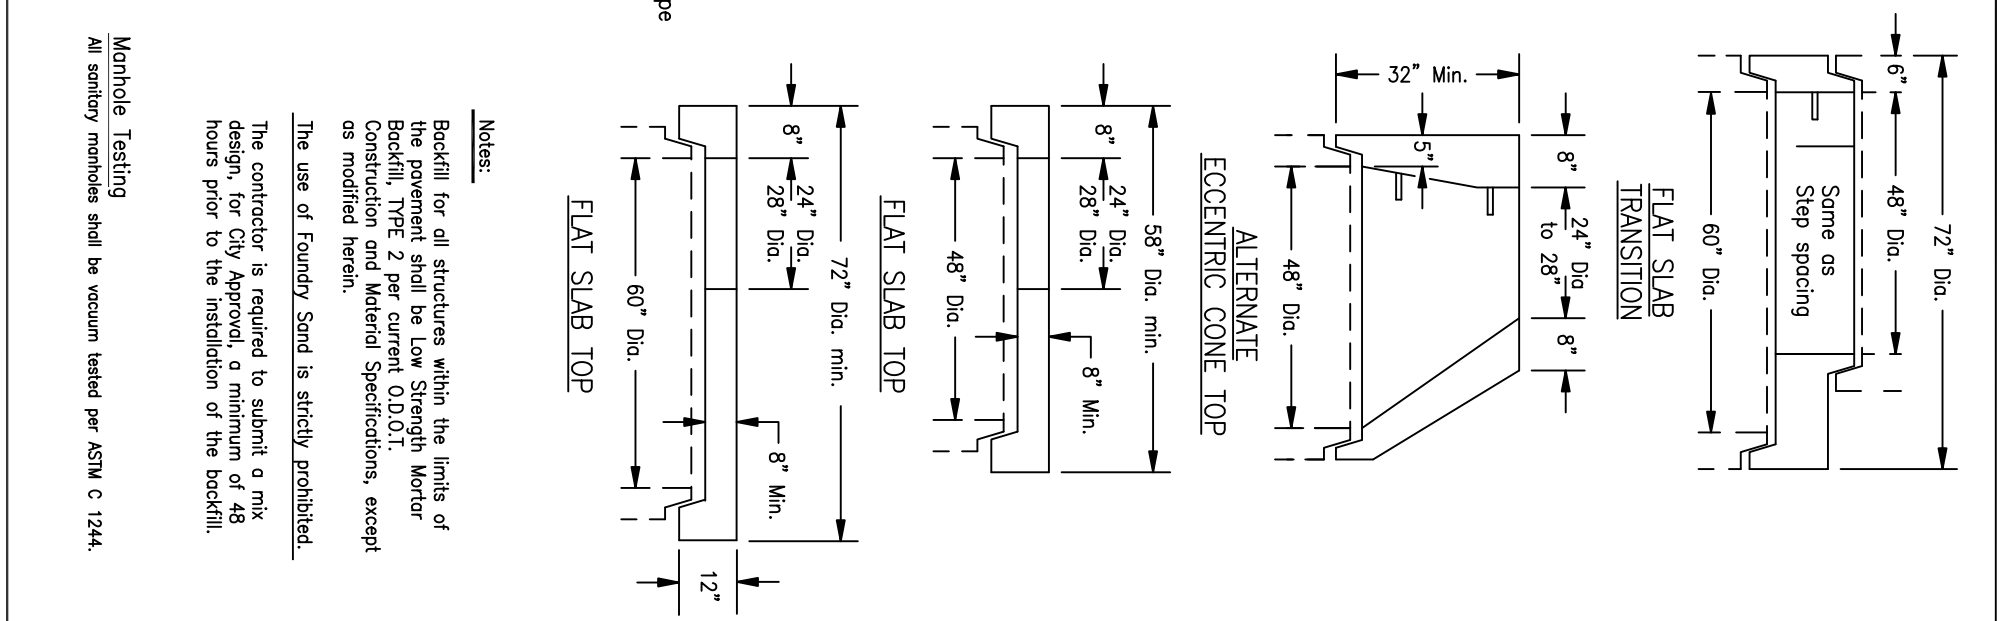 72" Dia.
6"
48" Dia.
Same as
Step spacing
60" Dia.
FLAT SLAB
TRANSITION
32" Min.
8"
24" Dia
to 28"
8"
5"
48" Dia.
ALTERNATE
ECCENTRIC CONE TOP
58" Dia. min.
8"
24" Dia.
28" Dia.
8" Min.
48" Dia.
FLAT SLAB TOP
72" Dia. min.
8"
24" Dia.
28" Dia.
8" Min.
12"
60" Dia.
FLAT SLAB TOP
pe
Notes:
Backfill for all structures within the limits of
the pavement shall be Low Strength Mortar
Backfill, TYPE 2 per current O.D.O.T.
Construction and Material Specifications, except
as modified herein.
The use of Foundry Sand is strictly prohibited.
The contractor is required to submit a mix
design, for City Approval, a minimum of 48
hours prior to the installation of the backfill.
Manhole Testing
All sanitary manholes shall be vacuum tested per ASTM C 1244.